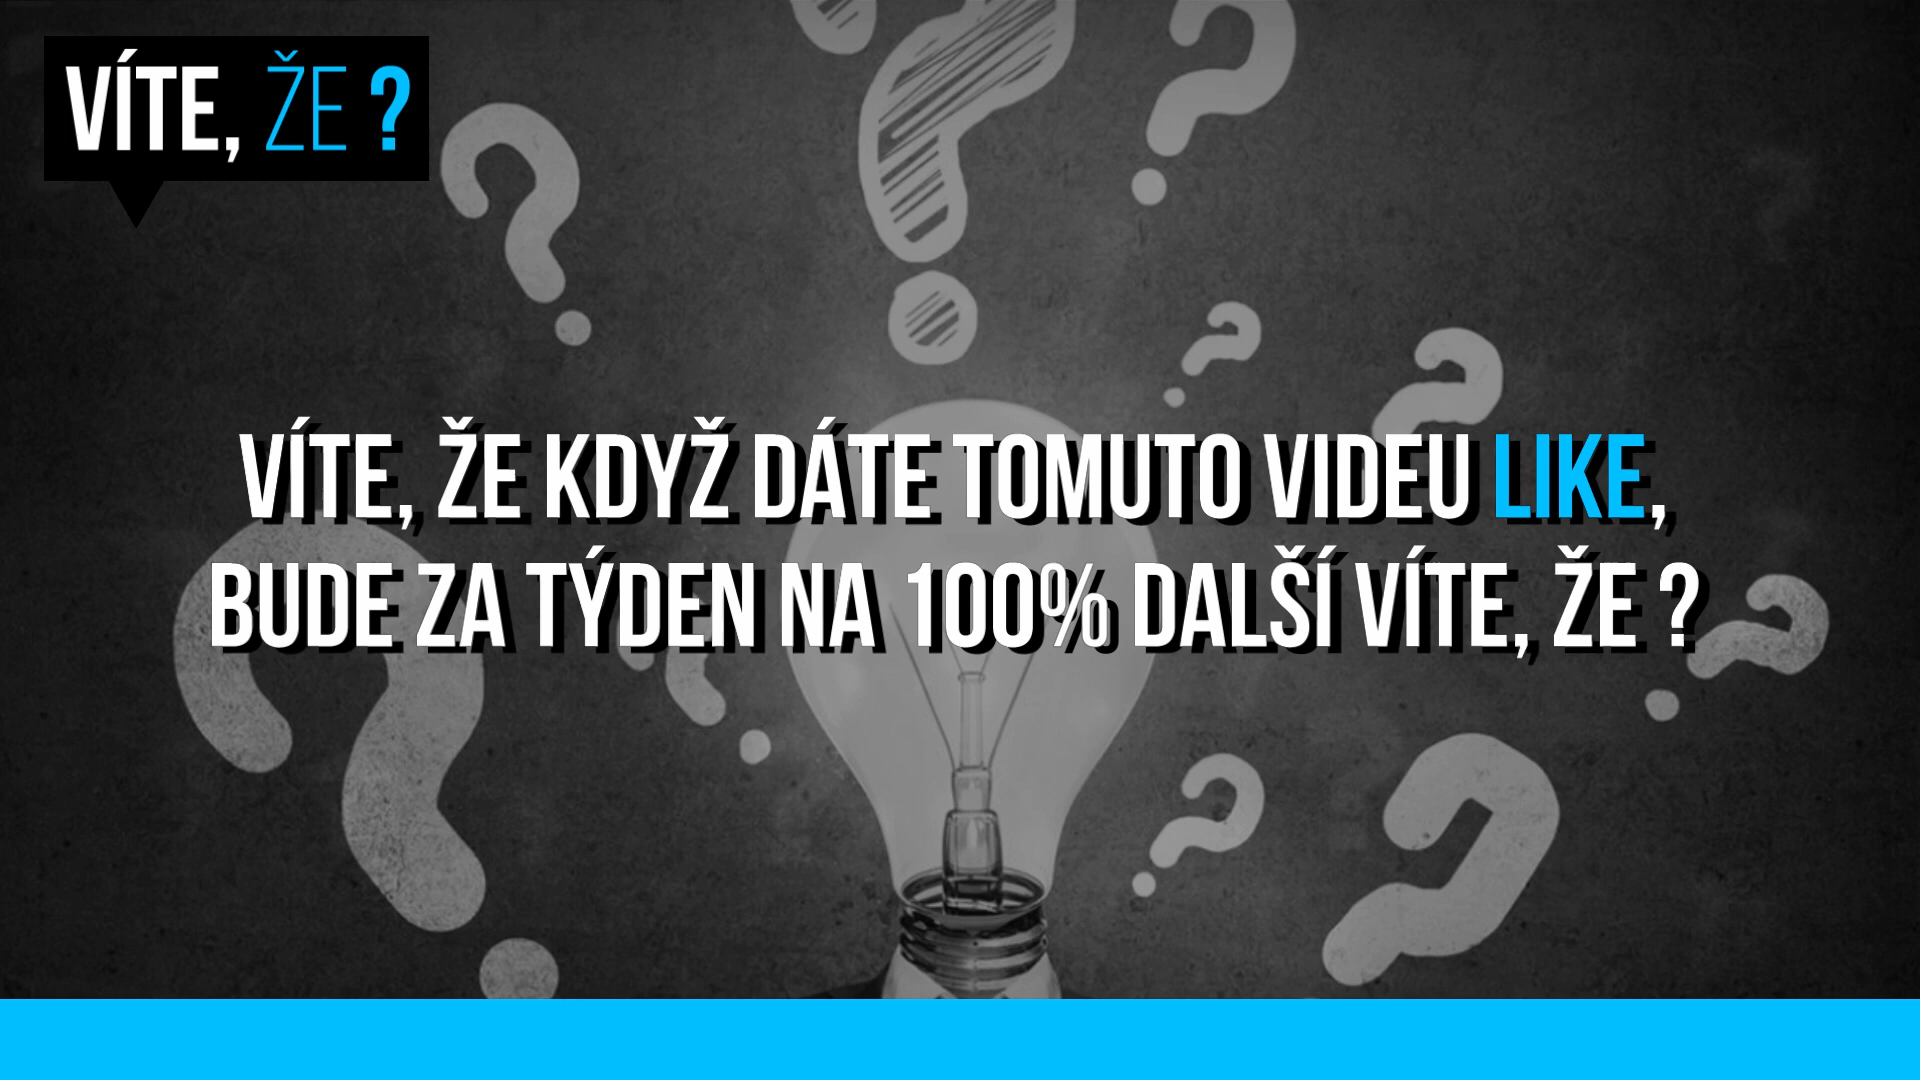 VÍTE, ŽE ?
VÍTE, ŽE KDYŽ DÁTE TOMUTO VIDEU LIKE,
BUDE ZA TÝDEN NA 100% DALŠÍ VÍTE, ŽE ?